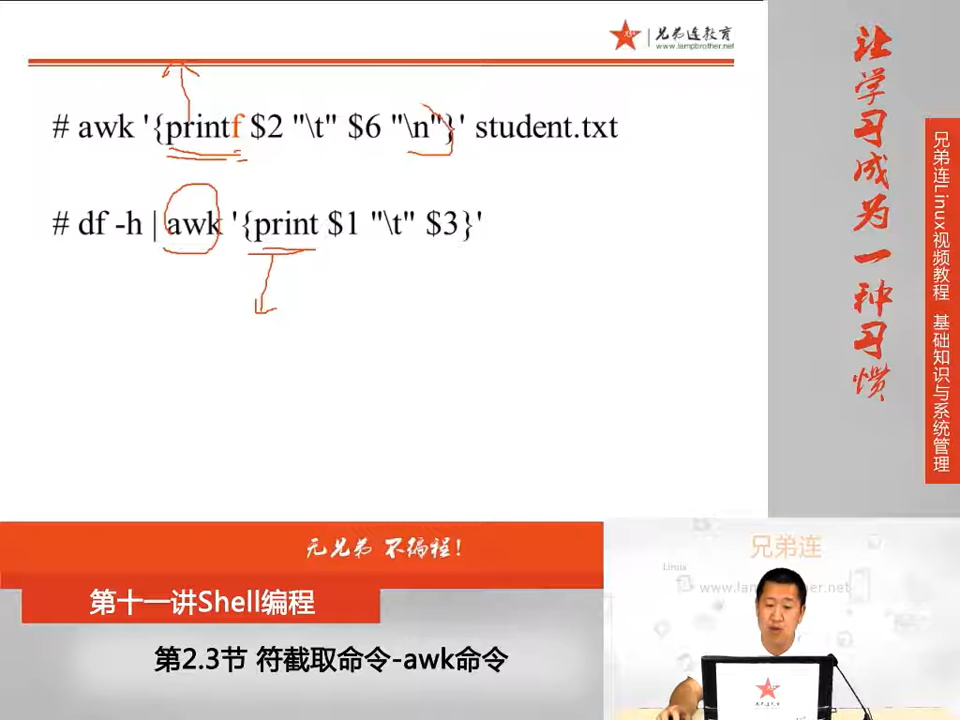 兄弟连教育
www.lampbrother.net
# awk '{printf $2 "\t" $6 "\n"}' student.txt
# df -h | awk '{print $1 "\t" $3}'
让学习成为一种习惯
兄弟连Linux视频教程 基础知识与系统管理
无兄弟 不编程!
第十一讲Shell编程
第2.3节 符截取命令-awk命令
兄弟连
Linux
www.lampbrother.net